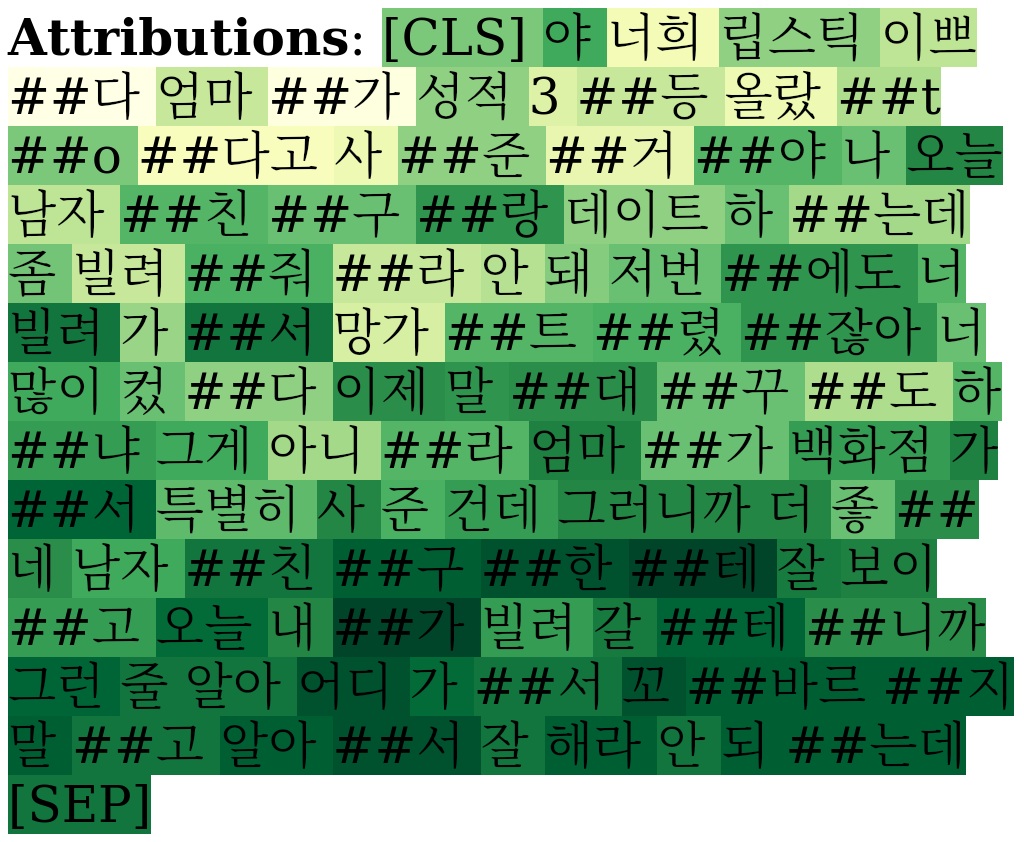 Attributions: [CLS] 야 너희 립스틱 이쁘
##다 엄마 ##가 성적 3 ##등 올랐 ##t
##o ##다고 사 ##준 ##거 ##야 나 오늘
남자 ##친 ##구 ##랑 데이트 하 ##는데
좀 빌려 ##줘 ##라 안 돼 저번 ##에도 너
빌려 가 ##서 망가 ##트 ##렸 ##잖아 너
많이 컸 ##다 이제 말 ##대 ##꾸 ##도 하
##냐 그게 아니 ##라 엄마 ##가 백화점 가
##서 특별히 사 준 건데 그러니까 더 좋 ##
네 남자 ##친 ##구 ##한 ##테 잘 보이
##고 오늘 내 ##가 빌려 갈 ##테 ##니까
그런 줄 알아 어디 가 ##서 꼬 ##바르 ##지
말 ##고 알아 ##서 잘 해라 안 되 ##는데
[SEP]